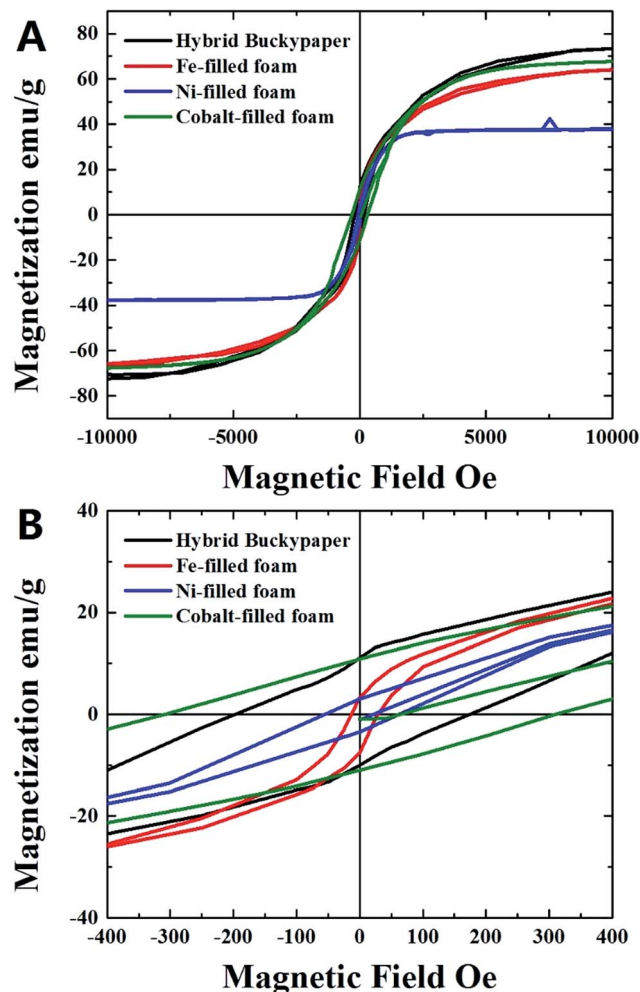 A
Hybrid Buckypaper
Fe-filled foam
Ni-filled foam
Cobalt-filled foam
Magnetization emu/g
80
60
40
20
0
-20
-40
-60
-80
-10000 -5000 0 5000 10000
Magnetic Field Oe
B
Hybrid Buckypaper
Fe-filled foam
Ni-filled foam
Cobalt-filled foam
Magnetization emu/g
40
20
0
-20
-40
-400 -300 -200 -100 0 100 200 300 400
Magnetic Field Oe